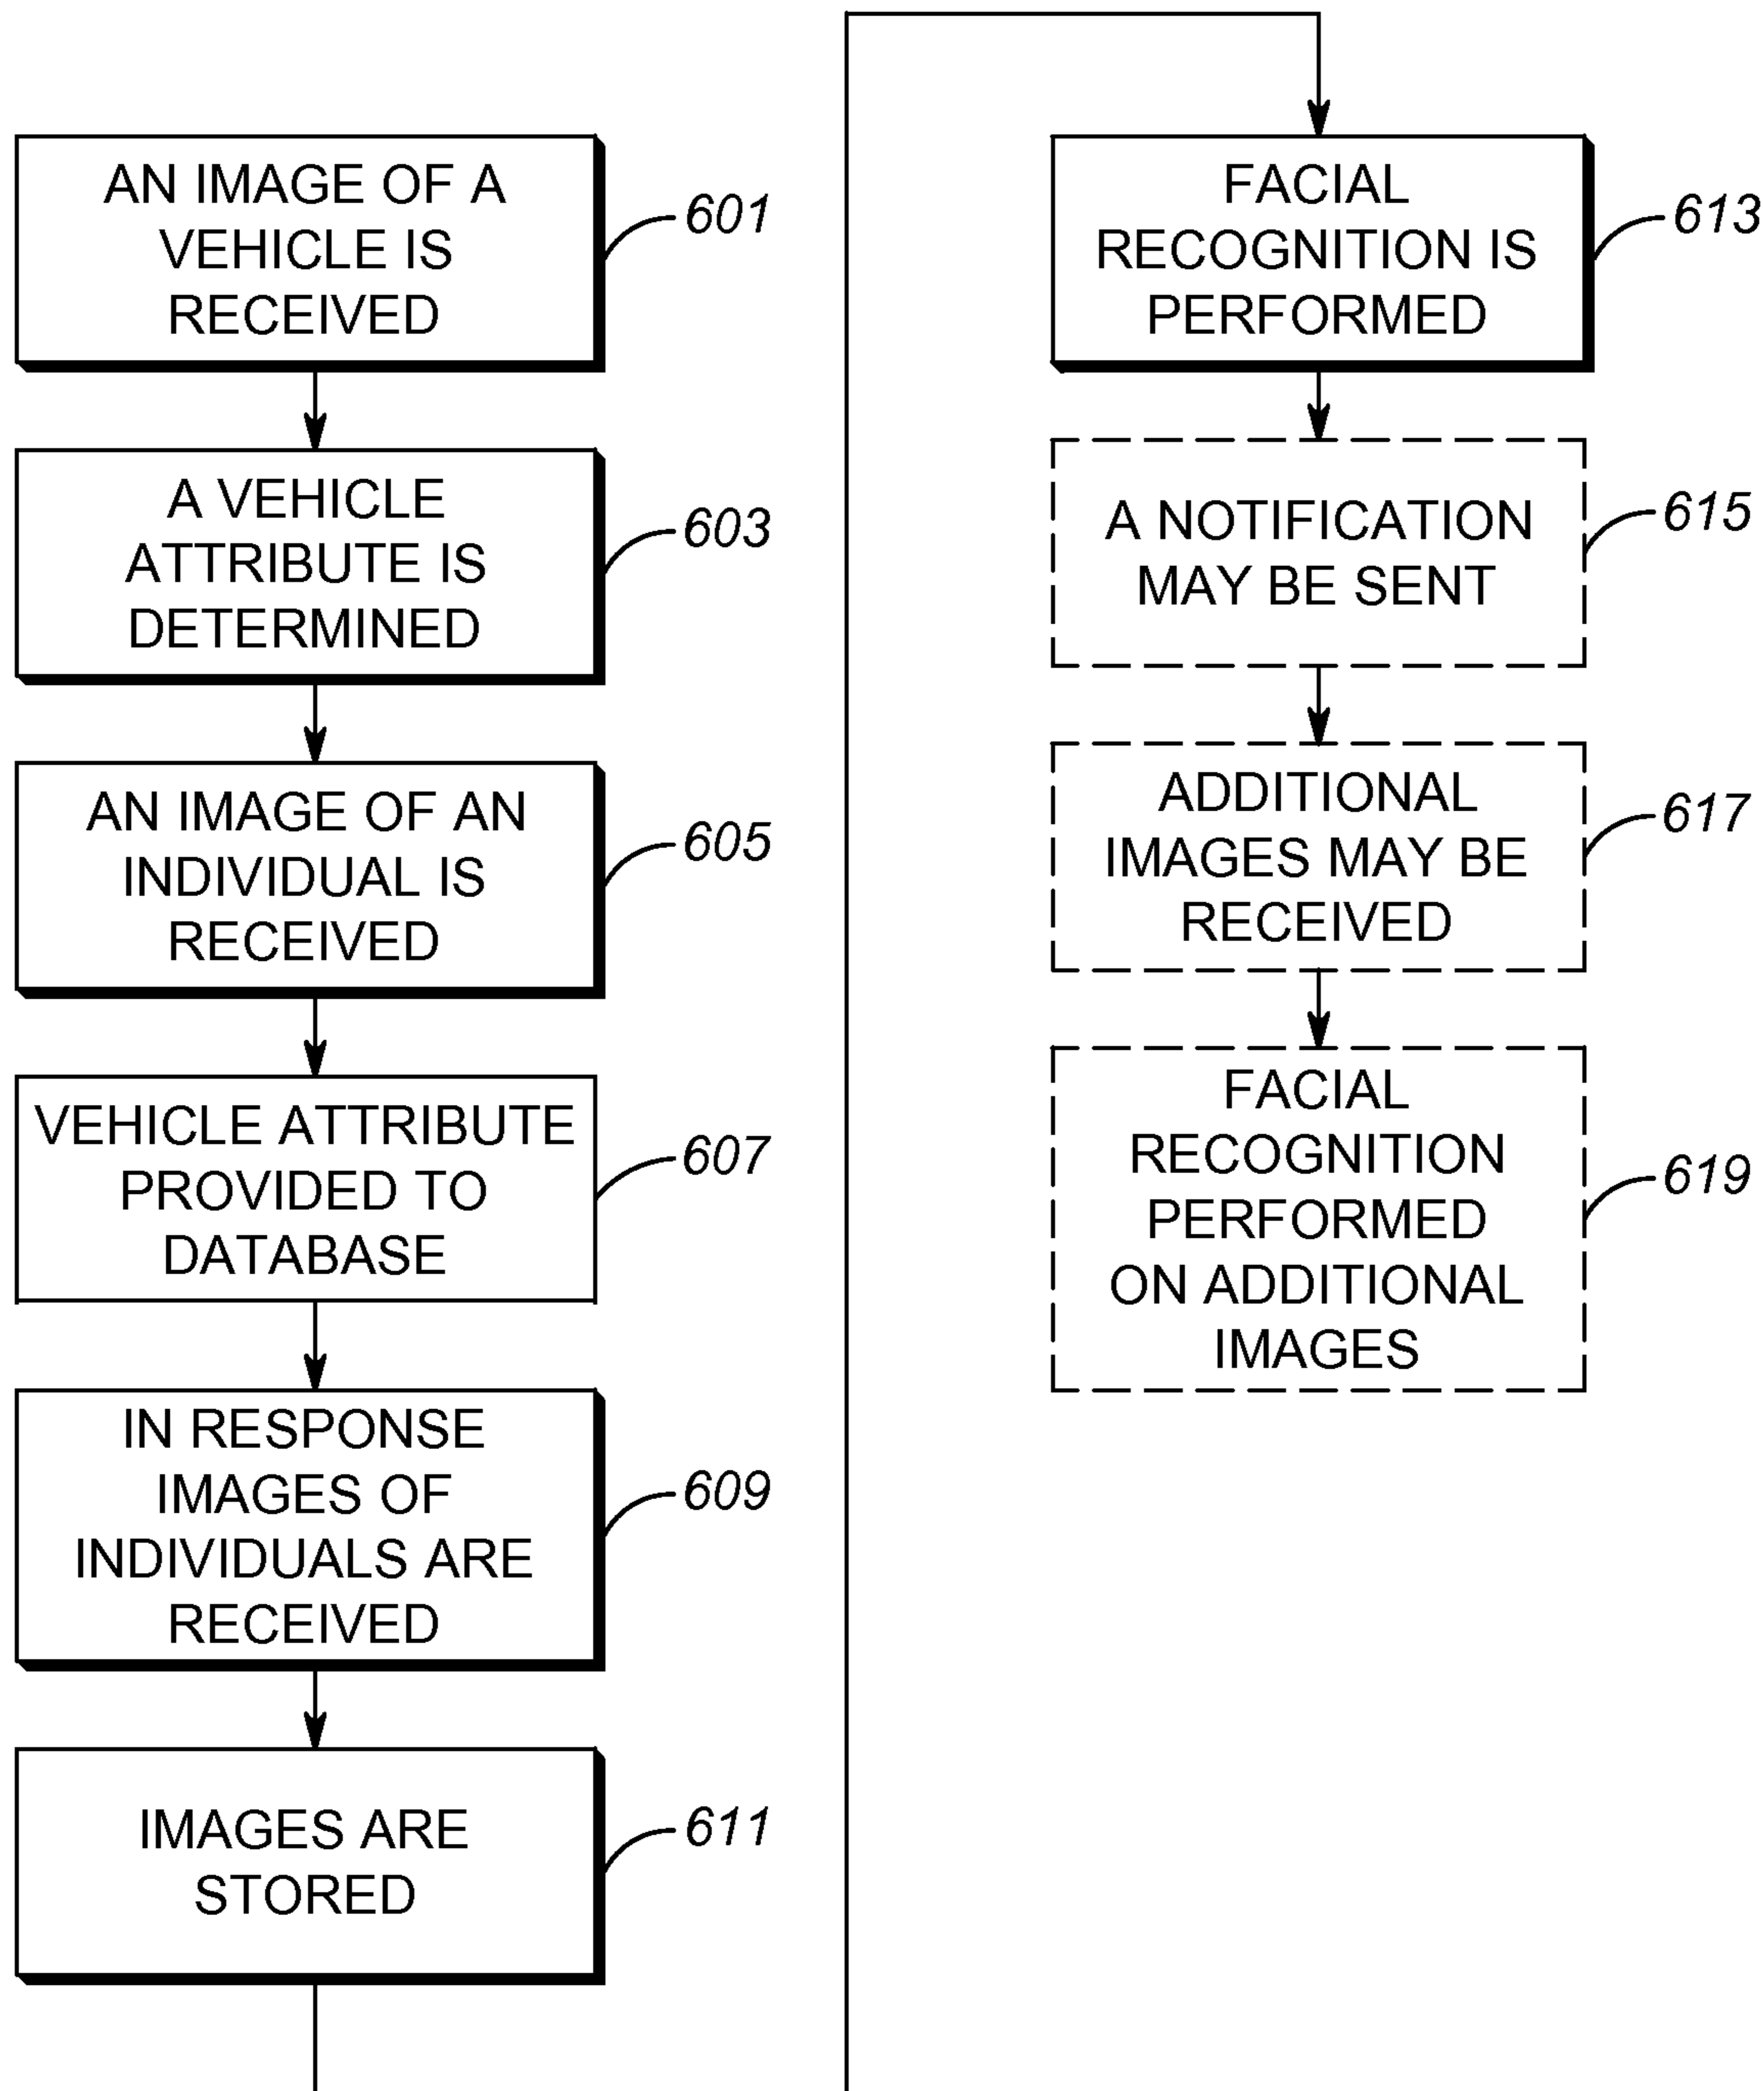 AN IMAGE OF A
VEHICLE IS
RECEIVED
601
A VEHICLE
ATTRIBUTE IS
DETERMINED
603
AN IMAGE OF AN
INDIVIDUAL IS
RECEIVED
605
VEHICLE ATTRIBUTE
PROVIDED TO
DATABASE
607
IN RESPONSE
IMAGES OF
INDIVIDUALS ARE
RECEIVED
609
IMAGES ARE
STORED
611
FACIAL
RECOGNITION IS
PERFORMED
613
A NOTIFICATION
MAY BE SENT
615
ADDITIONAL
IMAGES MAY BE
RECEIVED
617
FACIAL
RECOGNITION
PERFORMED
ON ADDITIONAL
IMAGES
619